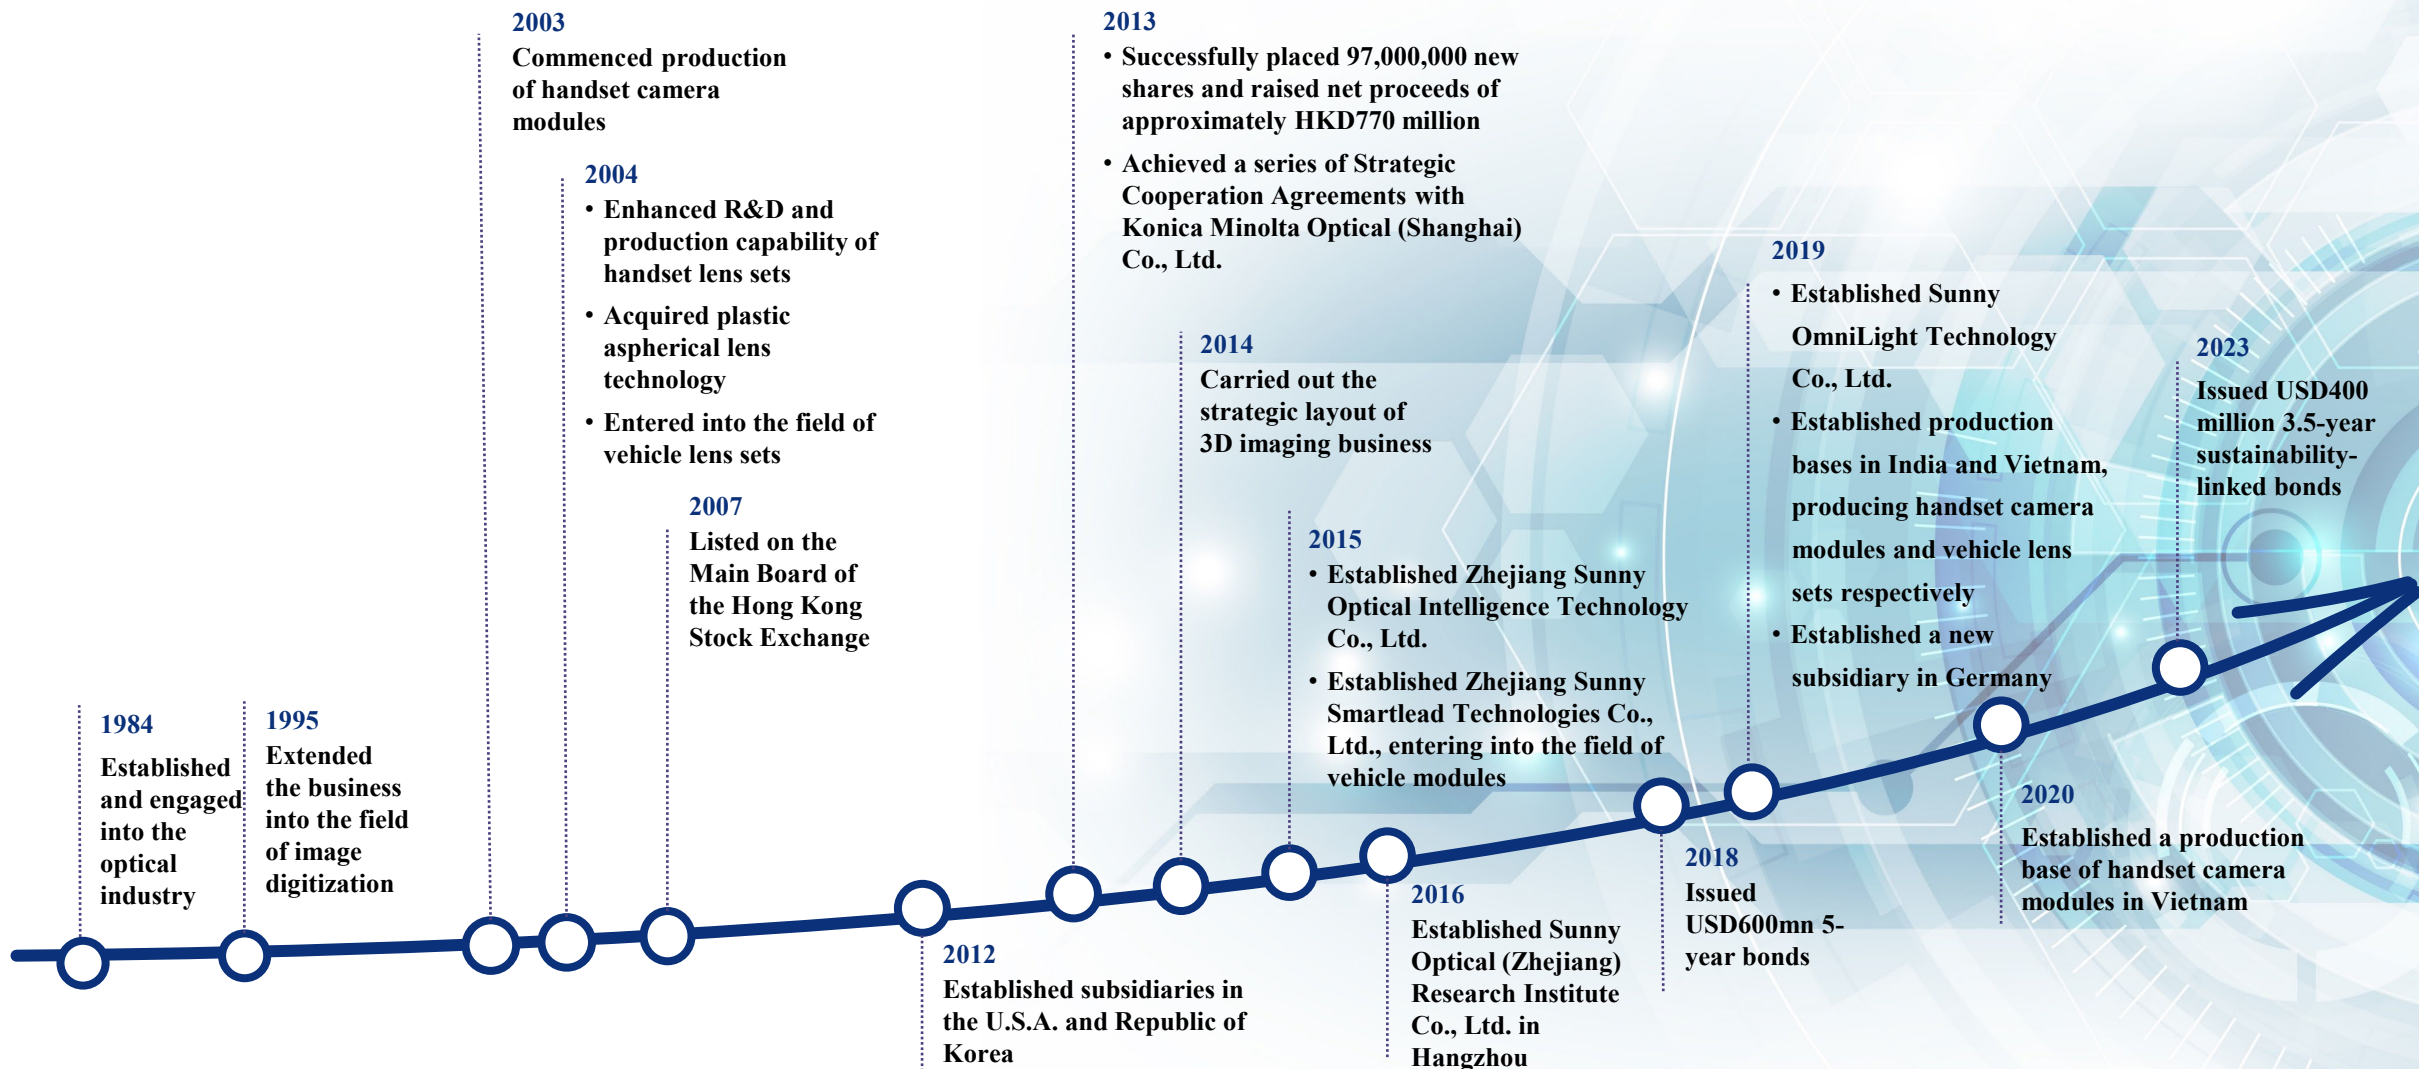 1984
Established
and engaged
into the
optical
industry
1995
Extended
the business
into the field
of image
digitization
2003
Commenced production
of handset camera
modules
2004
• Enhanced R&D and
production capability of
handset lens sets
• Acquired plastic
aspherical lens
technology
• Entered into the field of
vehicle lens sets
2007
Listed on the
Main Board of
the Hong Kong
Stock Exchange
2012
Established subsidiaries in
the U.S.A. and Republic of
Korea
2013
• Successfully placed 97,000,000 new
shares and raised net proceeds of
approximately HKD770 million
• Achieved a series of Strategic
Cooperation Agreements with
Konica Minolta Optical (Shanghai)
Co., Ltd.
2014
Carried out the
strategic layout of
3D imaging business
2015
• Established Zhejiang Sunny
Optical Intelligence Technology
Co., Ltd.
• Established Zhejiang Sunny
Smartlead Technologies Co.,
Ltd., entering into the field of
vehicle modules
2016
Established Sunny
Optical (Zhejiang)
Research Institute
Co., Ltd. in
Hangzhou
2018
Issued
USD600mn 5-
year bonds
2019
• Established Sunny
OmniLight Technology
Co., Ltd.
• Established production
bases in India and Vietnam,
producing handset camera
modules and vehicle lens
sets respectively
• Established a new
subsidiary in Germany
2020
Established a production
base of handset camera
modules in Vietnam
2023
Issued USD400
million 3.5-year
sustainability-
linked bonds